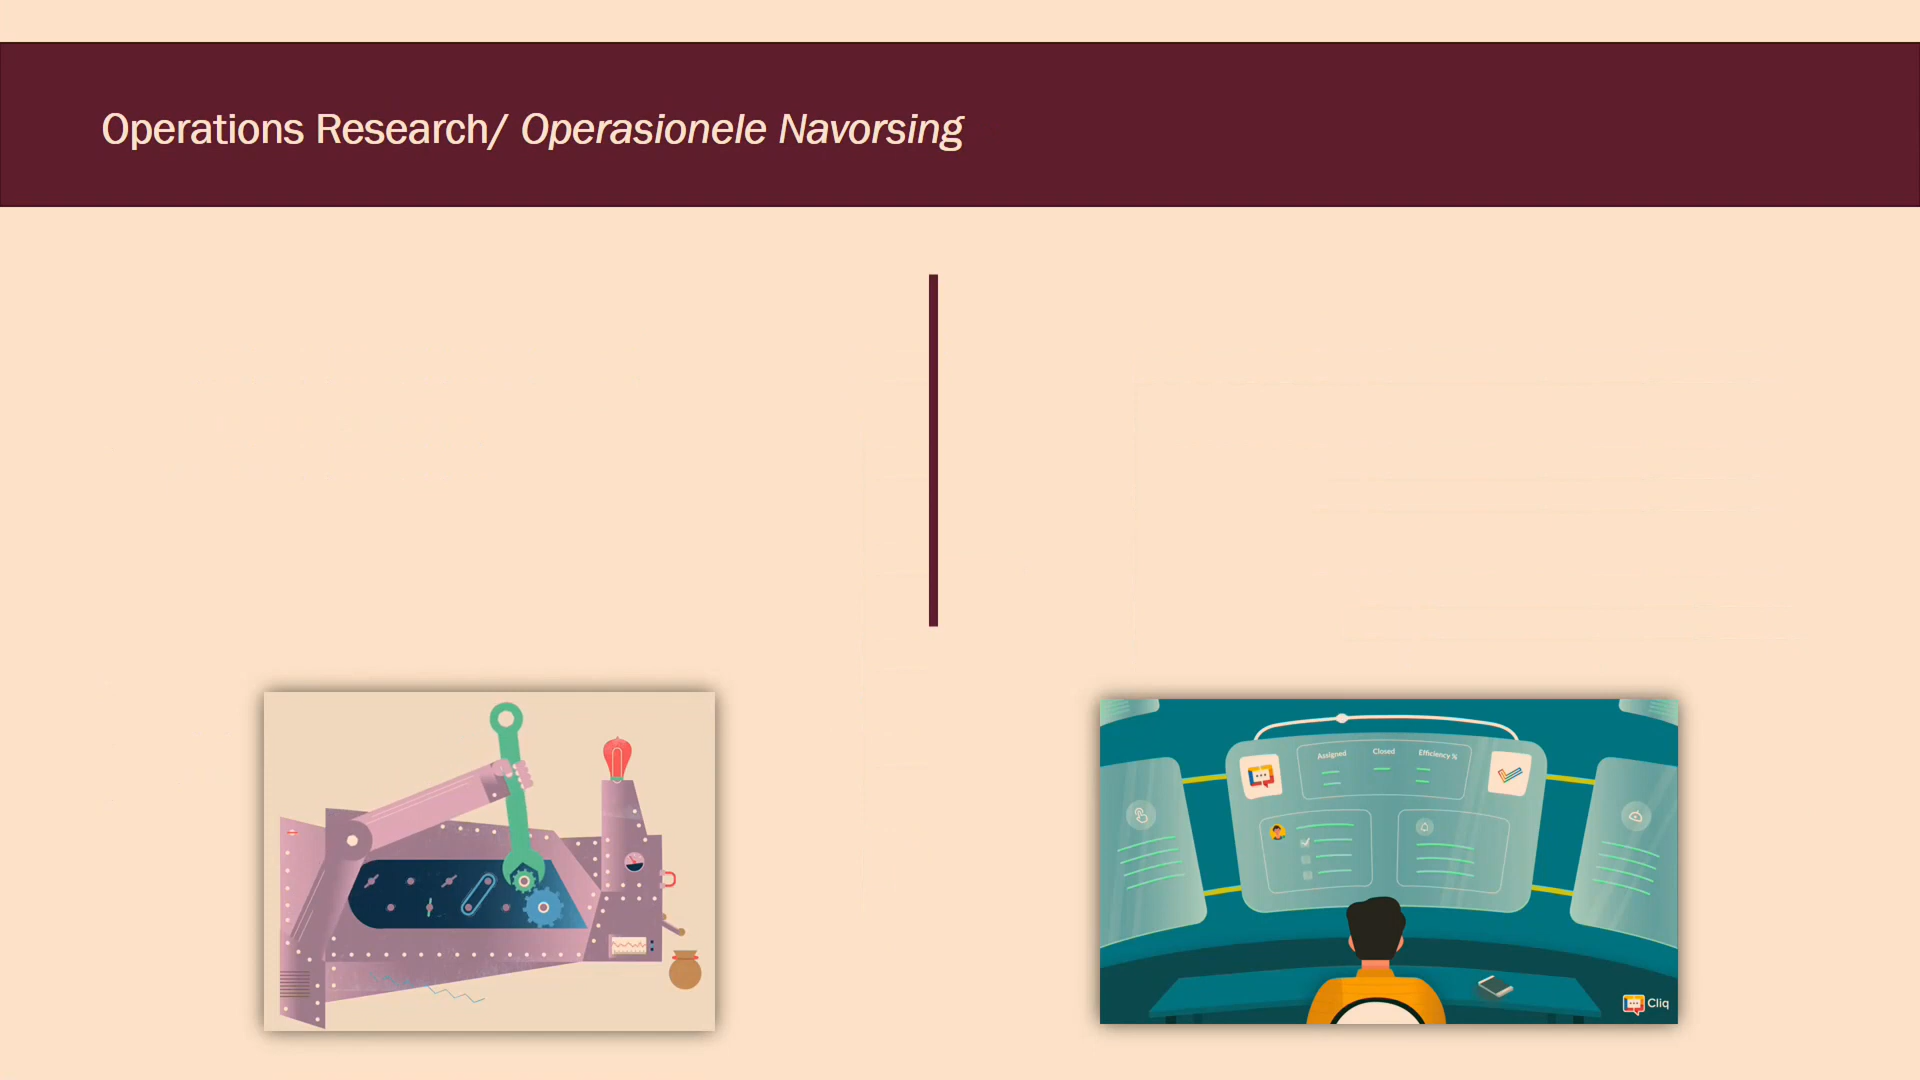 Operations Research/ Operasionele Navorsing
Assigned Closed Efficiency %
Cliq